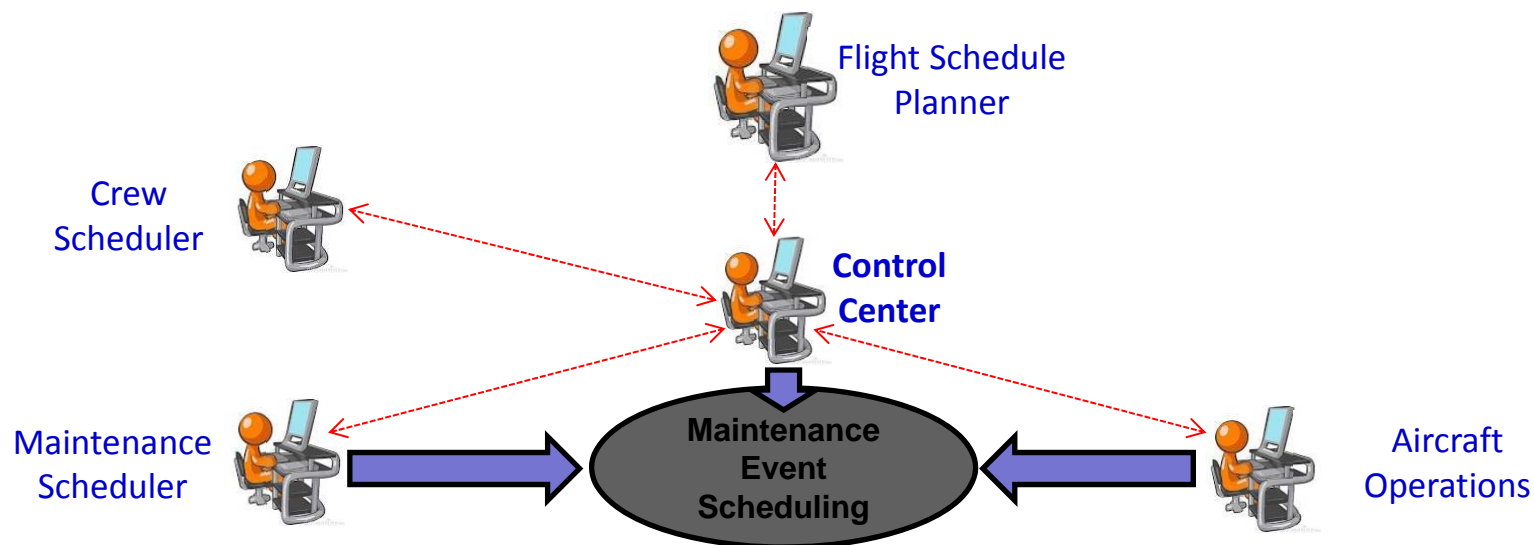 Flight Schedule
Planner
Crew
Scheduler
Control
Center
Maintenance
Scheduler
Maintenance
Event
Scheduling
Aircraft
Operations